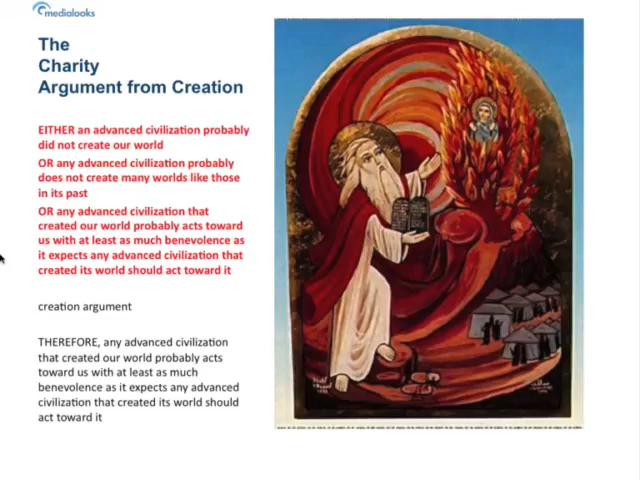 medialooks
The
Charity
Argument from Creation
EITHER an advanced civilization probably
did not create our world
OR any advanced civilization probably
does not create many worlds like those
in its past
OR any advanced civilization that
created our world probably acts toward
us with at least as much benevolence as
it expects any advanced civilization that
created its world should act toward it
creation argument
THEREFORE, any advanced civilization
that created our world probably acts
toward us with at least as much
benevolence as it expects any advanced
civilization that created its world should
act toward it